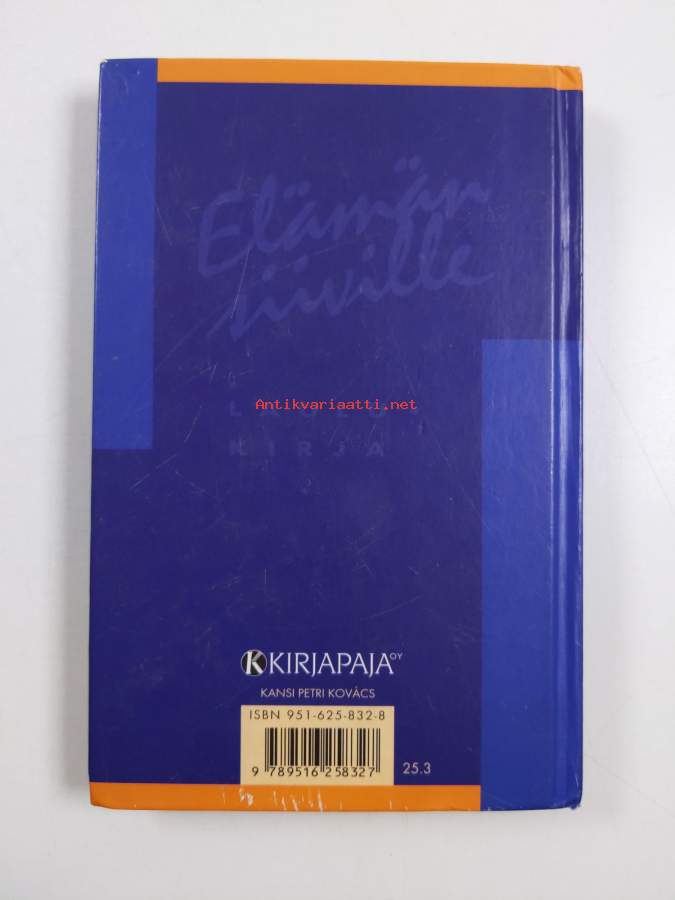 Elämän
siiville
Antikvariaatti.net
LAULU
KIRJA
KIRJAPAJA OY
KANSI PETRI KOVÁCS
ISBN 951-625-832-8
9 789516 258327
25.3